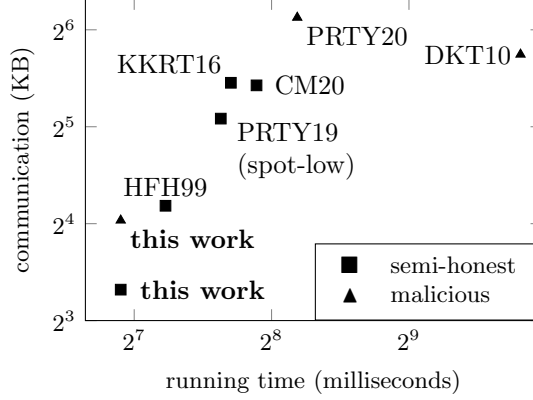 2^6
PRTY20
DKT10
KKRT16
CM20
2^5
PRTY19
(spot-low)
HFH99
2^4
this work
this work
semi-honest
malicious
2^3
2^7
2^8
2^9
communication (KB)
running time (milliseconds)